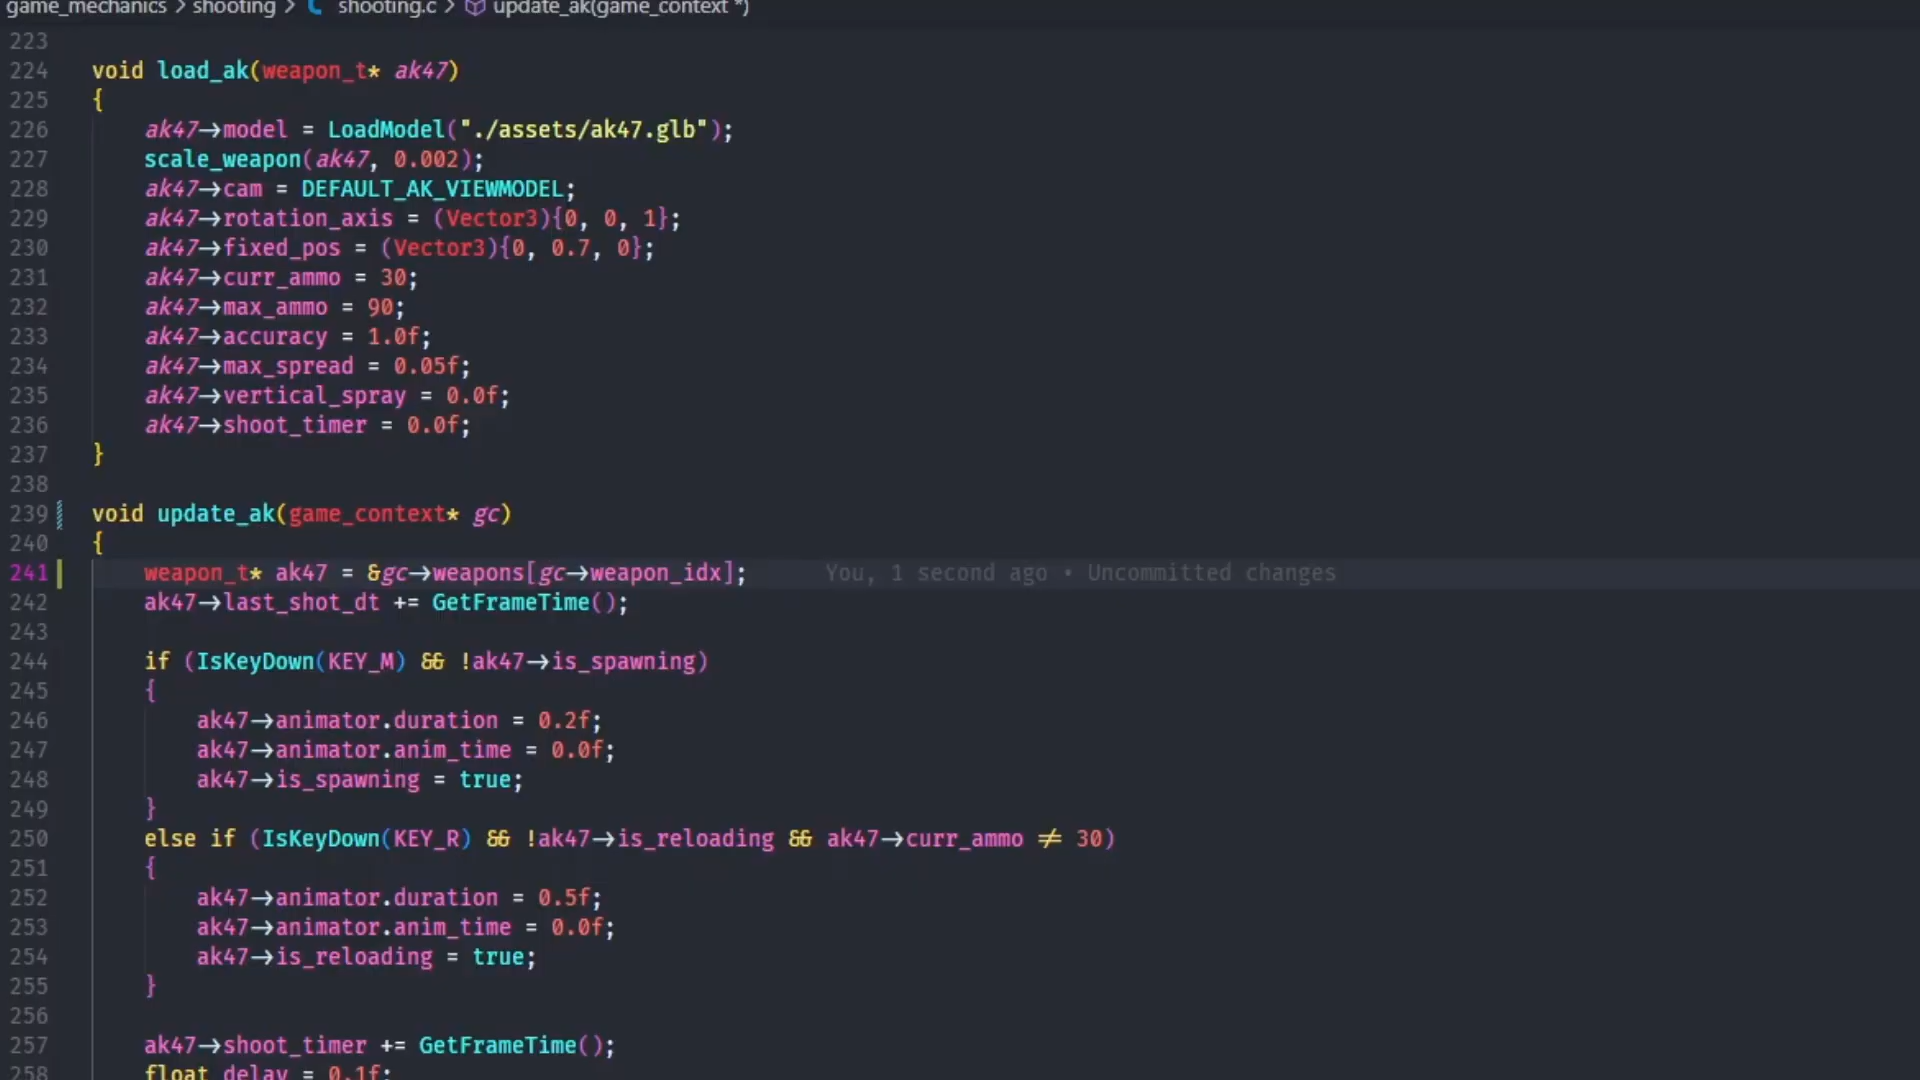 game_mechanics > shooting > shooting.c > update_ak(game_context *)
223
224 void load_ak(weapon_t* ak47)
225 {
226 ak47->model = LoadModel("./assets/ak47.glb");
227 scale_weapon(ak47, 0.002);
228 ak47->cam = DEFAULT_AK_VIEWMODEL;
229 ak47->rotation_axis = (Vector3){0, 0, 1};
230 ak47->fixed_pos = (Vector3){0, 0.7, 0};
231 ak47->curr_ammo = 30;
232 ak47->max_ammo = 90;
233 ak47->accuracy = 1.0f;
234 ak47->max_spread = 0.05f;
235 ak47->vertical_spray = 0.0f;
236 ak47->shoot_timer = 0.0f;
237 }
238
239 void update_ak(game_context* gc)
240 {
241 weapon_t* ak47 = &gc->weapons[gc->weapon_idx]; You, 1 second ago • Uncommitted changes
242 ak47->last_shot_dt += GetFrameTime();
243
244 if (IsKeyDown(KEY_M) && !ak47->is_spawning)
245 {
246 ak47->animator.duration = 0.2f;
247 ak47->animator.anim_time = 0.0f;
248 ak47->is_spawning = true;
249 }
250 else if (IsKeyDown(KEY_R) && !ak47->is_reloading && ak47->curr_ammo != 30)
251 {
252 ak47->animator.duration = 0.5f;
253 ak47->animator.anim_time = 0.0f;
254 ak47->is_reloading = true;
255 }
256
257 ak47->shoot_timer += GetFrameTime();
258 float delay = 0.1f;